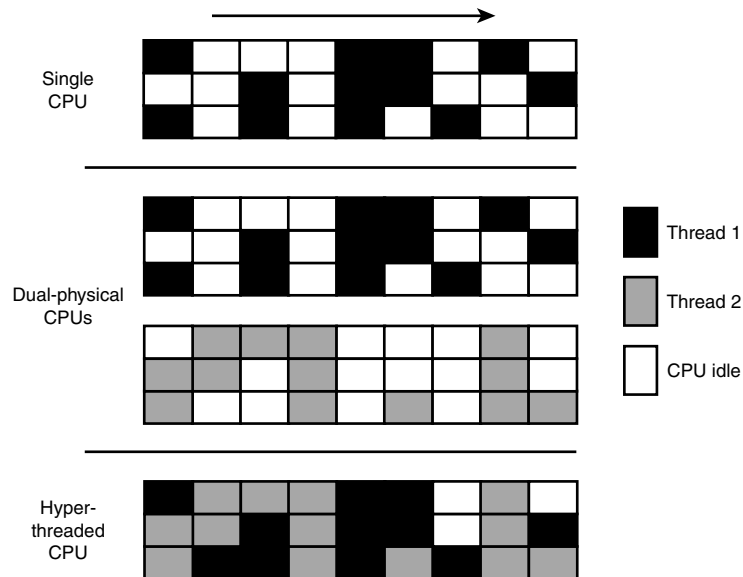 Single
CPU
Dual-physical
CPUs
Thread 1
Thread 2
CPU idle
Hyper-
threaded
CPU